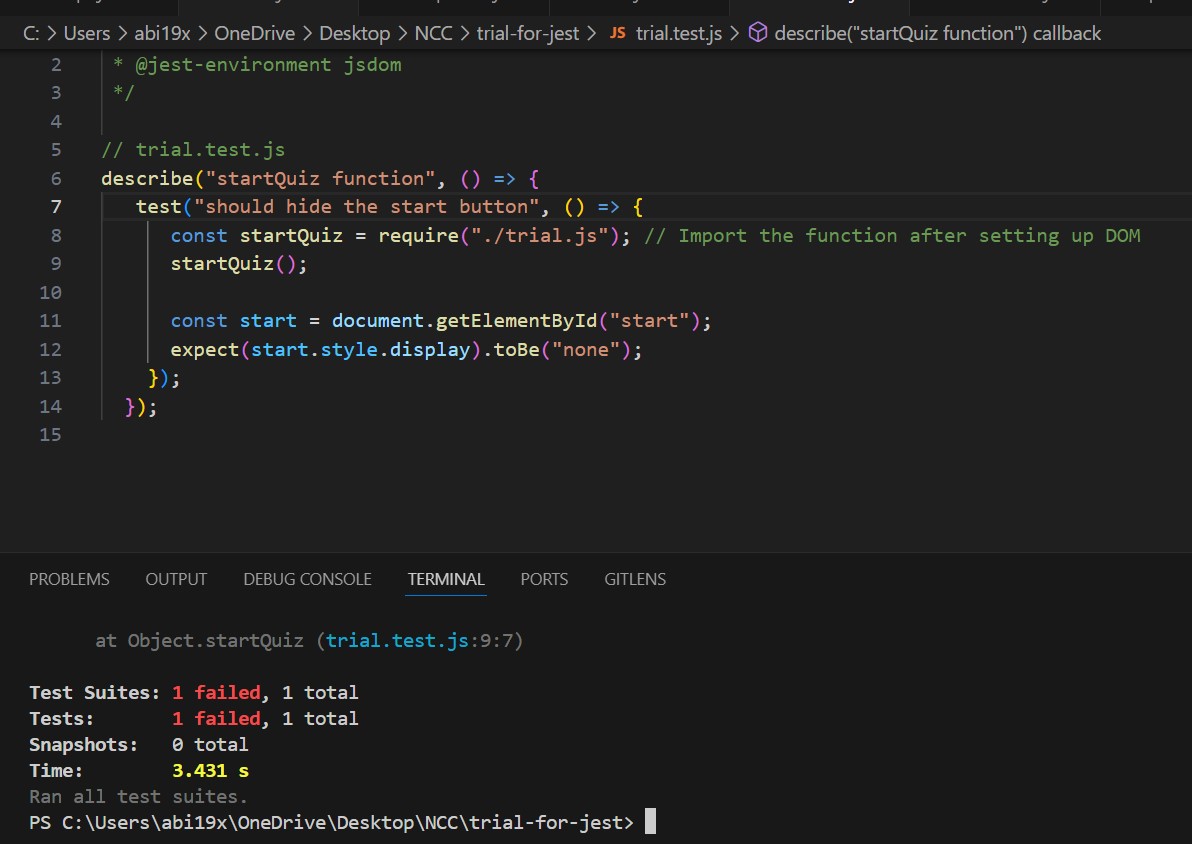 C: > Users > abi19x > OneDrive > Desktop > NCC > trial-for-jest > JS trial.test.js > describe("startQuiz function") callback
2 * @jest-environment jsdom
3 */
4
5 // trial.test.js
6 describe("startQuiz function", () => {
7 test("should hide the start button", () => {
8 const startQuiz = require("./trial.js"); // Import the function after setting up DOM
9 startQuiz();
10
11 const start = document.getElementById("start");
12 expect(start.style.display).toBe("none");
13 });
14 });
15
PROBLEMS OUTPUT DEBUG CONSOLE TERMINAL PORTS GITLENS
at Object.startQuiz (trial.test.js:9:7)
Test Suites: 1 failed, 1 total
Tests: 1 failed, 1 total
Snapshots: 0 total
Time: 3.431 s
Ran all test suites.
PS C:\Users\abi19x\OneDrive\Desktop\NCC\trial-for-jest>